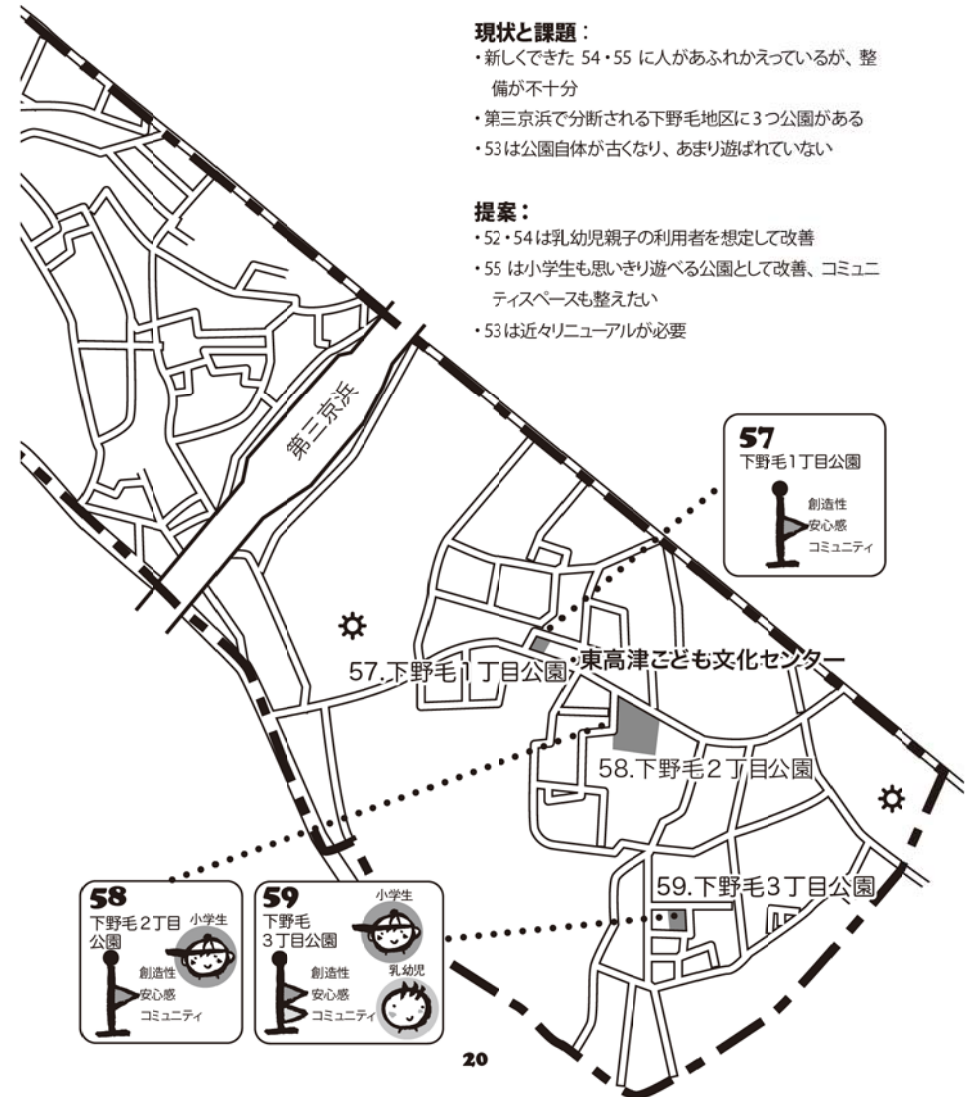 現状と課題：
・新しくできた 54・55 に人があふれかえっているが、整
備が不十分
・第三京浜で分断される下野毛地区に3つ公園がある
・53は公園自体が古くなり、あまり遊ばれていない
提案：
・52・54は乳幼児親子の利用者を想定して改善
・55 は小学生も思いきり遊べる公園として改善、コミュニ
ティスペースも整えたい
・53は近々リニューアルが必要
第三京浜
57
下野毛1丁目公園
創造性
安心感
コミュニティ
57.下野毛1丁目公園
・東高津こども文化センター
58.下野毛2丁目公園
59.下野毛3丁目公園
58
下野毛2丁目
公園
小学生
創造性
安心感
コミュニティ
59
下野毛
3丁目公園
小学生
乳幼児
創造性
安心感
コミュニティ
20